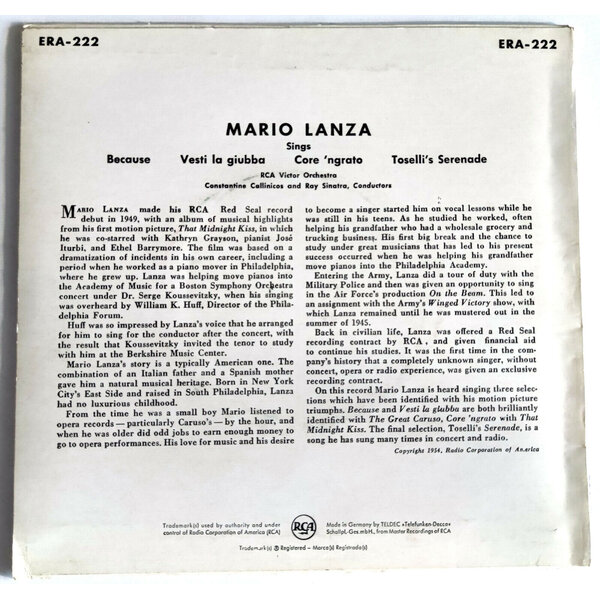 ERA-222
ERA-222
MARIO LANZA
Sings
Because Vesti la giubba Core 'ngrato Toselli's Serenade
RCA Victor Orchestra
Constantine Callinicos and Ray Sinatra, Conductors
MARIO LANZA made his RCA Red Seal record
debut in 1949, with an album of musical highlights
from his first motion picture, That Midnight Kiss, in which
he was co-starred with Kathryn Grayson, pianist José
Iturbi, and Ethel Barrymore. The film was based on a
dramatization of incidents in his own career, including a
period when he worked as a piano mover in Philadelphia,
where he grew up. Lanza was helping move pianos into
the Academy of Music for a Boston Symphony Orchestra
concert under Dr. Serge Koussevitzky, when his singing
was overheard by William K. Huff, Director of the Phila-
delphia Forum.
Huff was so impressed by Lanza's voice that he arranged
for him to sing for the conductor after the concert, with
the result that Koussevitzky invited the tenor to study
with him at the Berkshire Music Center.
Mario Lanza's story is a typically American one. The
combination of an Italian father and a Spanish mother
gave him a natural musical heritage. Born in New York
City's East Side and raised in South Philadelphia, Lanza
had no luxurious childhood.
From the time he was a small boy Mario listened to
opera records — particularly Caruso's — by the hour, and
when he was older did odd jobs to earn enough money to
go to opera performances. His love for music and his desire
to become a singer started him on vocal lessons while he
was still in his teens. As he studied he worked, often
helping his grandfather who had a wholesale grocery and
trucking business. His first big break and the chance to
study under great musicians that has led to his present
success occurred when he was helping his grandfather
move pianos into the Philadelphia Academy.
Entering the Army, Lanza did a tour of duty with the
Military Police and then was given an opportunity to sing
in the Air Force's production On the Beam. This led to
an assignment with the Army's Winged Victory show, with
which Lanza remained until he was mustered out in the
summer of 1945.
Back in civilian life, Lanza was offered a Red Seal
recording contract by RCA , and given financial aid
to continue his studies. It was the first time in the com-
pany's history that a completely unknown singer, without
concert, opera or radio experience, was given an exclusive
recording contract.
On this record Mario Lanza is heard singing three selec-
tions which have been identified with his motion picture
triumphs. Because and Vesti la giubba are both brilliantly
identified with The Great Caruso, Core 'ngrato with That
Midnight Kiss. The final selection, Toselli's Serenade, is a
song he has sung many times in concert and radio.
Copyright 1954, Radio Corporation of America
Trademark(s) used by authority and under
control of Radio Corporation of America (RCA)
RCA
Made in Germany by TELDEC »Telefunken-Decca«
Schallpl.-Ges.mbH., from Master Recordings of RCA
Trademark(s) ® Registered — Marca(s) Registrada(s)